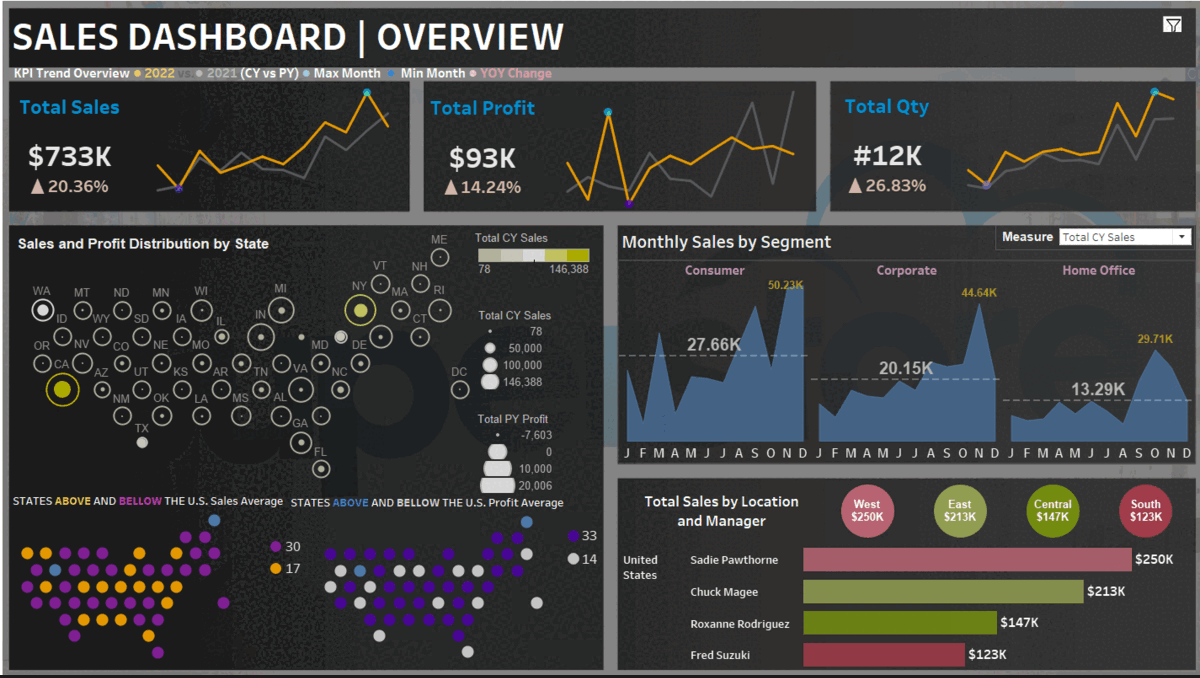 SALES DASHBOARD | OVERVIEW
KPI Trend Overview ● 2022 vs. ● 2021 (CY vs PY) ● Max Month ● Min Month ● YOY Change
Total Sales
$733K
▲20.36%
Total Profit
$93K
▲14.24%
Total Qty
#12K
▲26.83%
Sales and Profit Distribution by State
ME
VT NH
WA MT ND MN WI MI NY MA RI
ID WY SD IA IL IN CT
OR NV CO NE MO MD DE
CA AZ UT KS AR TN VA NC DC
NM OK LA MS AL
TX GA
FL
Total CY Sales
78 146,388
Total CY Sales
78
50,000
100,000
146,388
Total PY Profit
-7,603
0
10,000
20,006
STATES ABOVE AND BELLOW THE U.S. Sales Average
30
17
STATES ABOVE AND BELLOW THE U.S. Profit Average
33
14
Monthly Sales by Segment
Measure Total CY Sales
Consumer Corporate Home Office
50.23K
27.66K
44.64K
20.15K
29.71K
13.29K
J F M A M J J A S O N D J F M A M J J A S O N D J F M A M J J A S O N D
Total Sales by Location
and Manager
West
$250K
East
$213K
Central
$147K
South
$123K
United
States
Sadie Pawthorne $250K
Chuck Magee $213K
Roxanne Rodriguez $147K
Fred Suzuki $123K